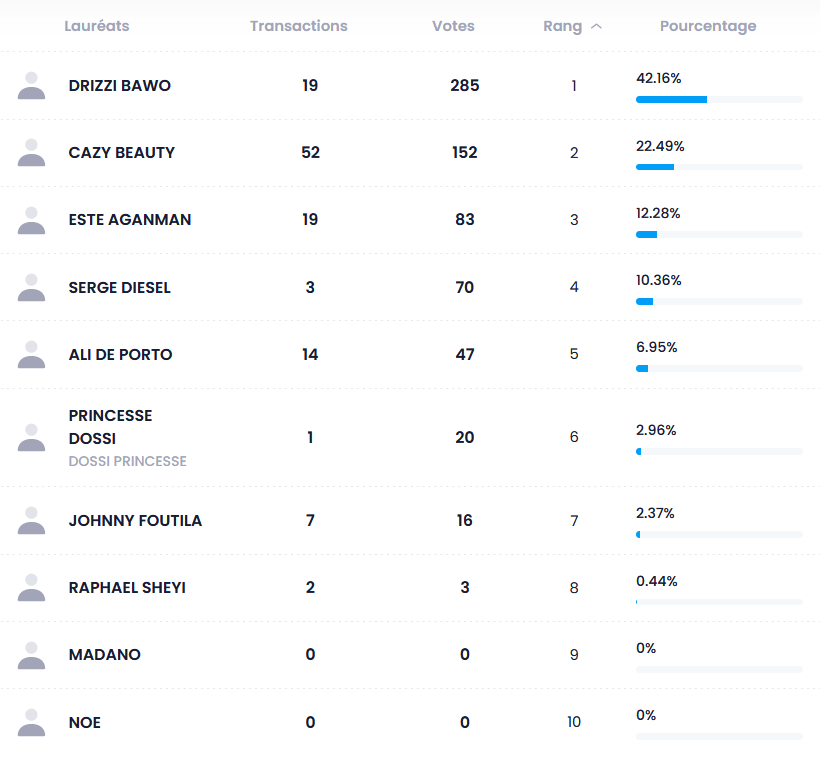 Lauréats Transactions Votes Rang Pourcentage
DRIZZI BAWO 19 285 1 42.16%
CAZY BEAUTY 52 152 2 22.49%
ESTE AGANMAN 19 83 3 12.28%
SERGE DIESEL 3 70 4 10.36%
ALI DE PORTO 14 47 5 6.95%
PRINCESSE
DOSSI 1 20 6 2.96%
DOSSI PRINCESSE
JOHNNY FOUTILA 7 16 7 2.37%
RAPHAEL SHEYI 2 3 8 0.44%
MADANO 0 0 9 0%
NOE 0 0 10 0%